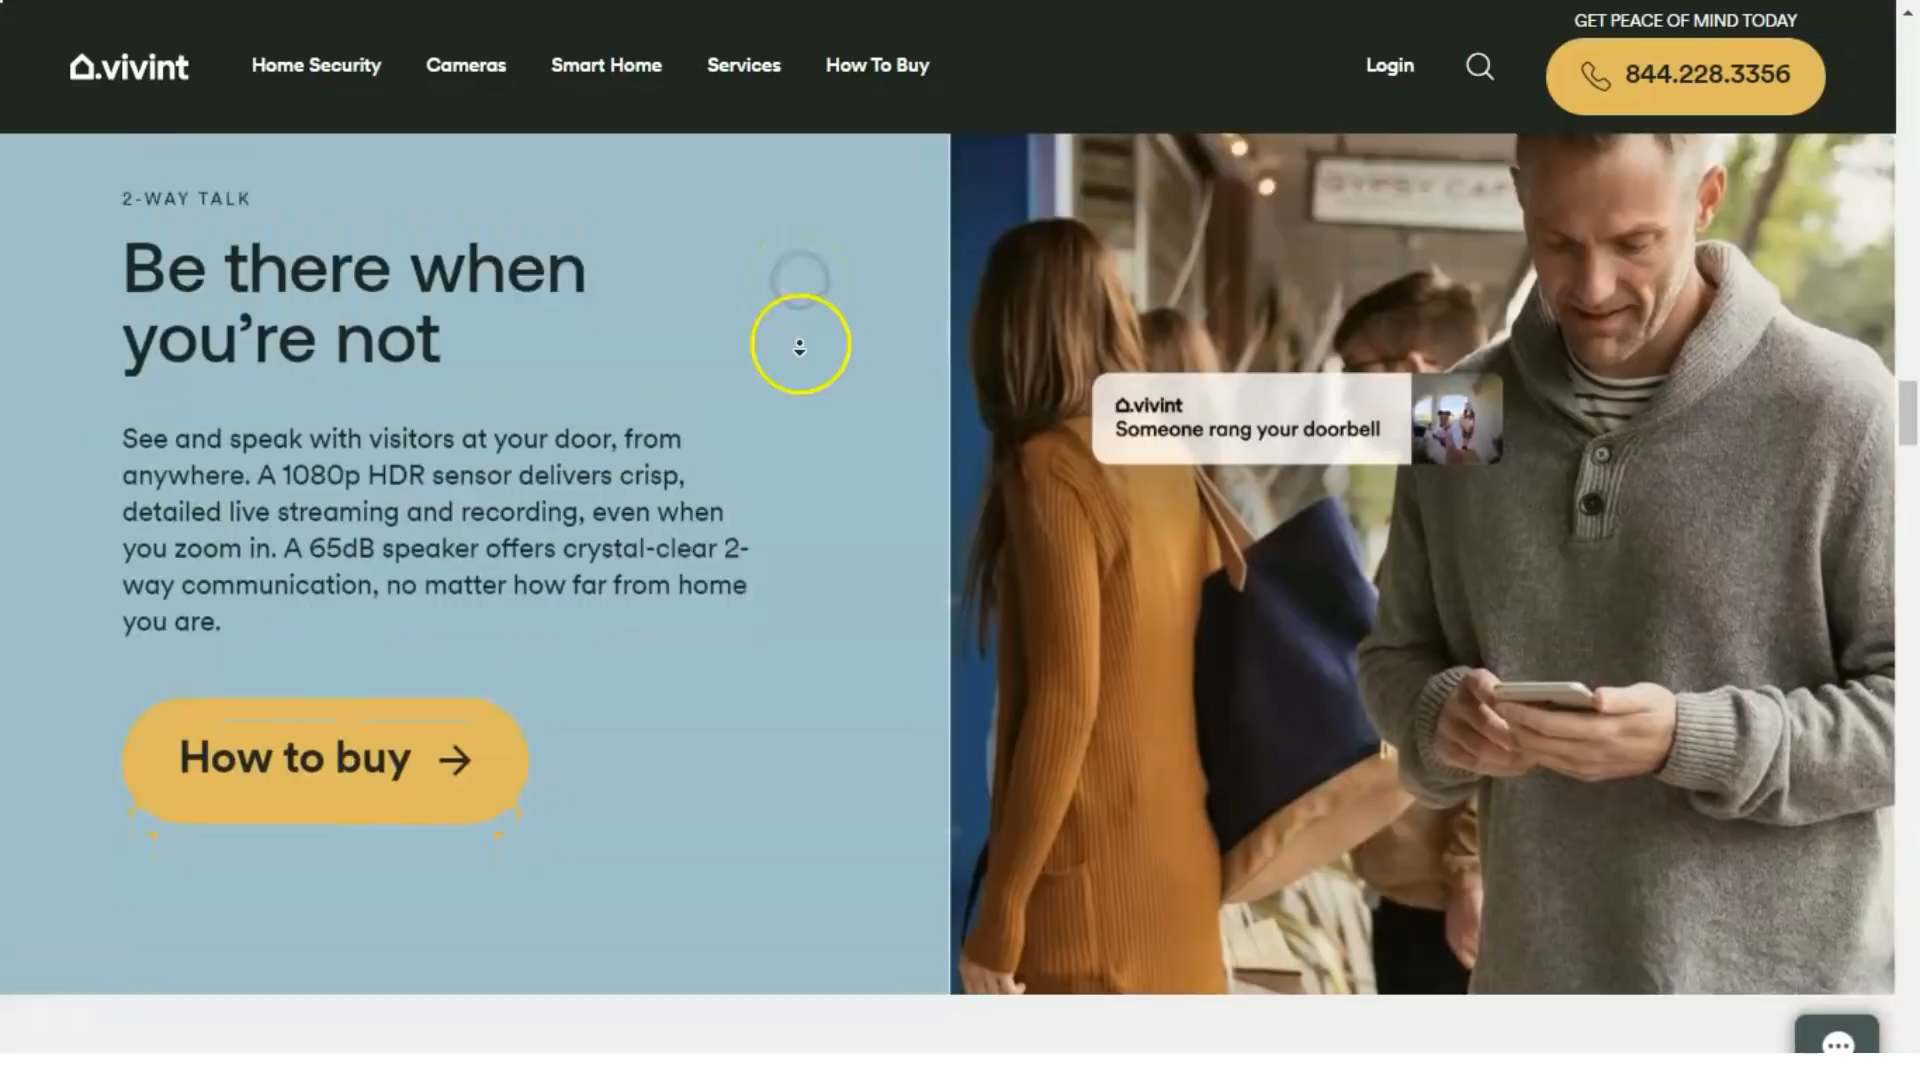 GET PEACE OF MIND TODAY
vivint
Home Security
Cameras
Smart Home
Services
How To Buy
Login
844.228.3356
2-WAY TALK
Be there when
you're not
See and speak with visitors at your door, from
anywhere. A 1080p HDR sensor delivers crisp,
detailed live streaming and recording, even when
you zoom in. A 65dB speaker offers crystal-clear 2-
way communication, no matter how far from home
you are.
How to buy →
vivint
Someone rang your doorbell